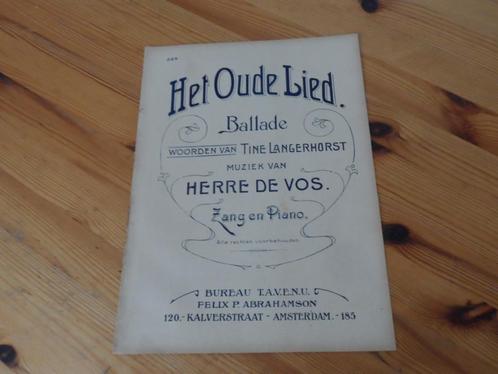 Het Oude Lied.
Ballade
WOORDEN VAN TINE LANGERHORST
MUZIEK VAN
HERRE DE VOS.
Zang en Piano.
Alle rechten voorbehouden.
BUREAU T.A.V.E.N.U.
FELIX P. ABRAHAMSON
120.- KALVERSTRAAT - AMSTERDAM.- 185